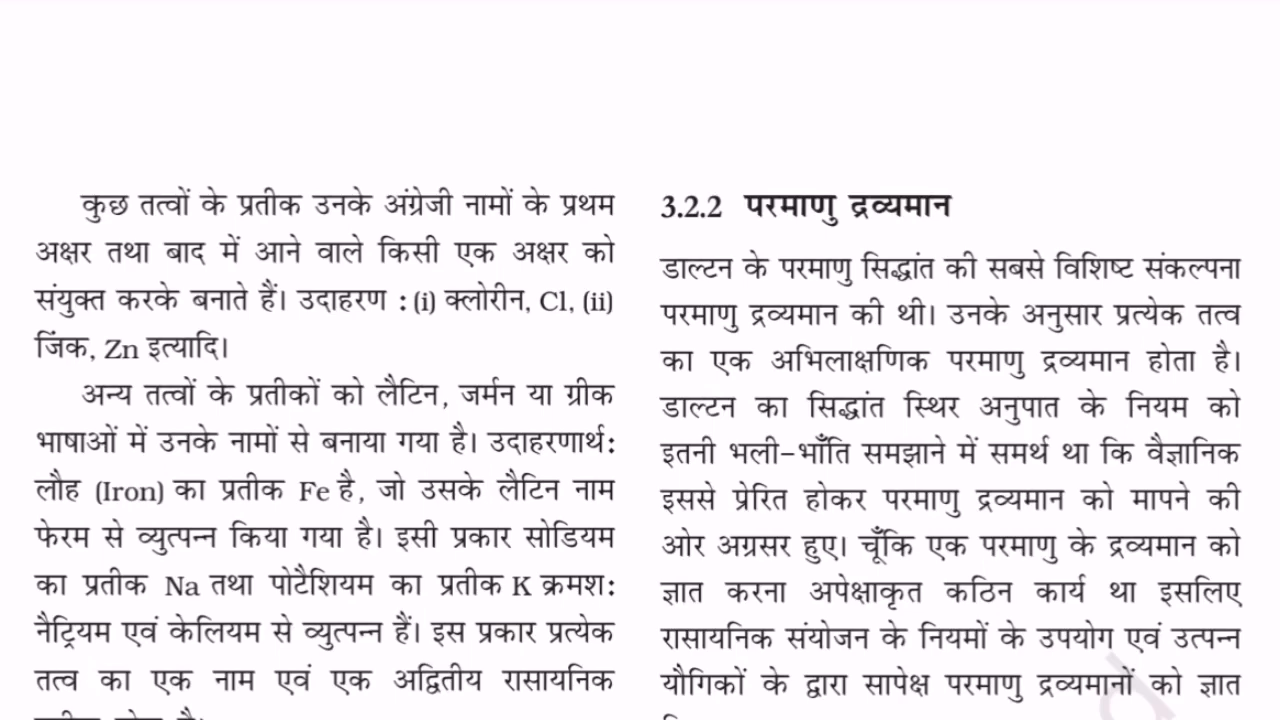 कुछ तत्वों के प्रतीक उनके अंग्रेजी नामों के प्रथम
अक्षर तथा बाद में आने वाले किसी एक अक्षर को
संयुक्त करके बनाते हैं। उदाहरण : (i) क्लोरीन, Cl, (ii)
जिंक, Zn इत्यादि।
अन्य तत्वों के प्रतीकों को लैटिन, जर्मन या ग्रीक
भाषाओं में उनके नामों से बनाया गया है। उदाहरणार्थ:
लौह (Iron) का प्रतीक Fe है, जो उसके लैटिन नाम
फेरम से व्युत्पन्न किया गया है। इसी प्रकार सोडियम
का प्रतीक Na तथा पोटैशियम का प्रतीक K क्रमश:
नैट्रियम एवं केलियम से व्युत्पन्न हैं। इस प्रकार प्रत्येक
तत्व का एक नाम एवं एक अद्वितीय रासायनिक
3.2.2 परमाणु द्रव्यमान
डाल्टन के परमाणु सिद्धांत की सबसे विशिष्ट संकल्पना
परमाणु द्रव्यमान की थी। उनके अनुसार प्रत्येक तत्व
का एक अभिलाक्षणिक परमाणु द्रव्यमान होता है।
डाल्टन का सिद्धांत स्थिर अनुपात के नियम को
इतनी भली-भाँति समझाने में समर्थ था कि वैज्ञानिक
इससे प्रेरित होकर परमाणु द्रव्यमान को मापने की
ओर अग्रसर हुए। चूँकि एक परमाणु के द्रव्यमान को
ज्ञात करना अपेक्षाकृत कठिन कार्य था इसलिए
रासायनिक संयोजन के नियमों के उपयोग एवं उत्पन्न
यौगिकों के द्वारा सापेक्ष परमाणु द्रव्यमानों को ज्ञात